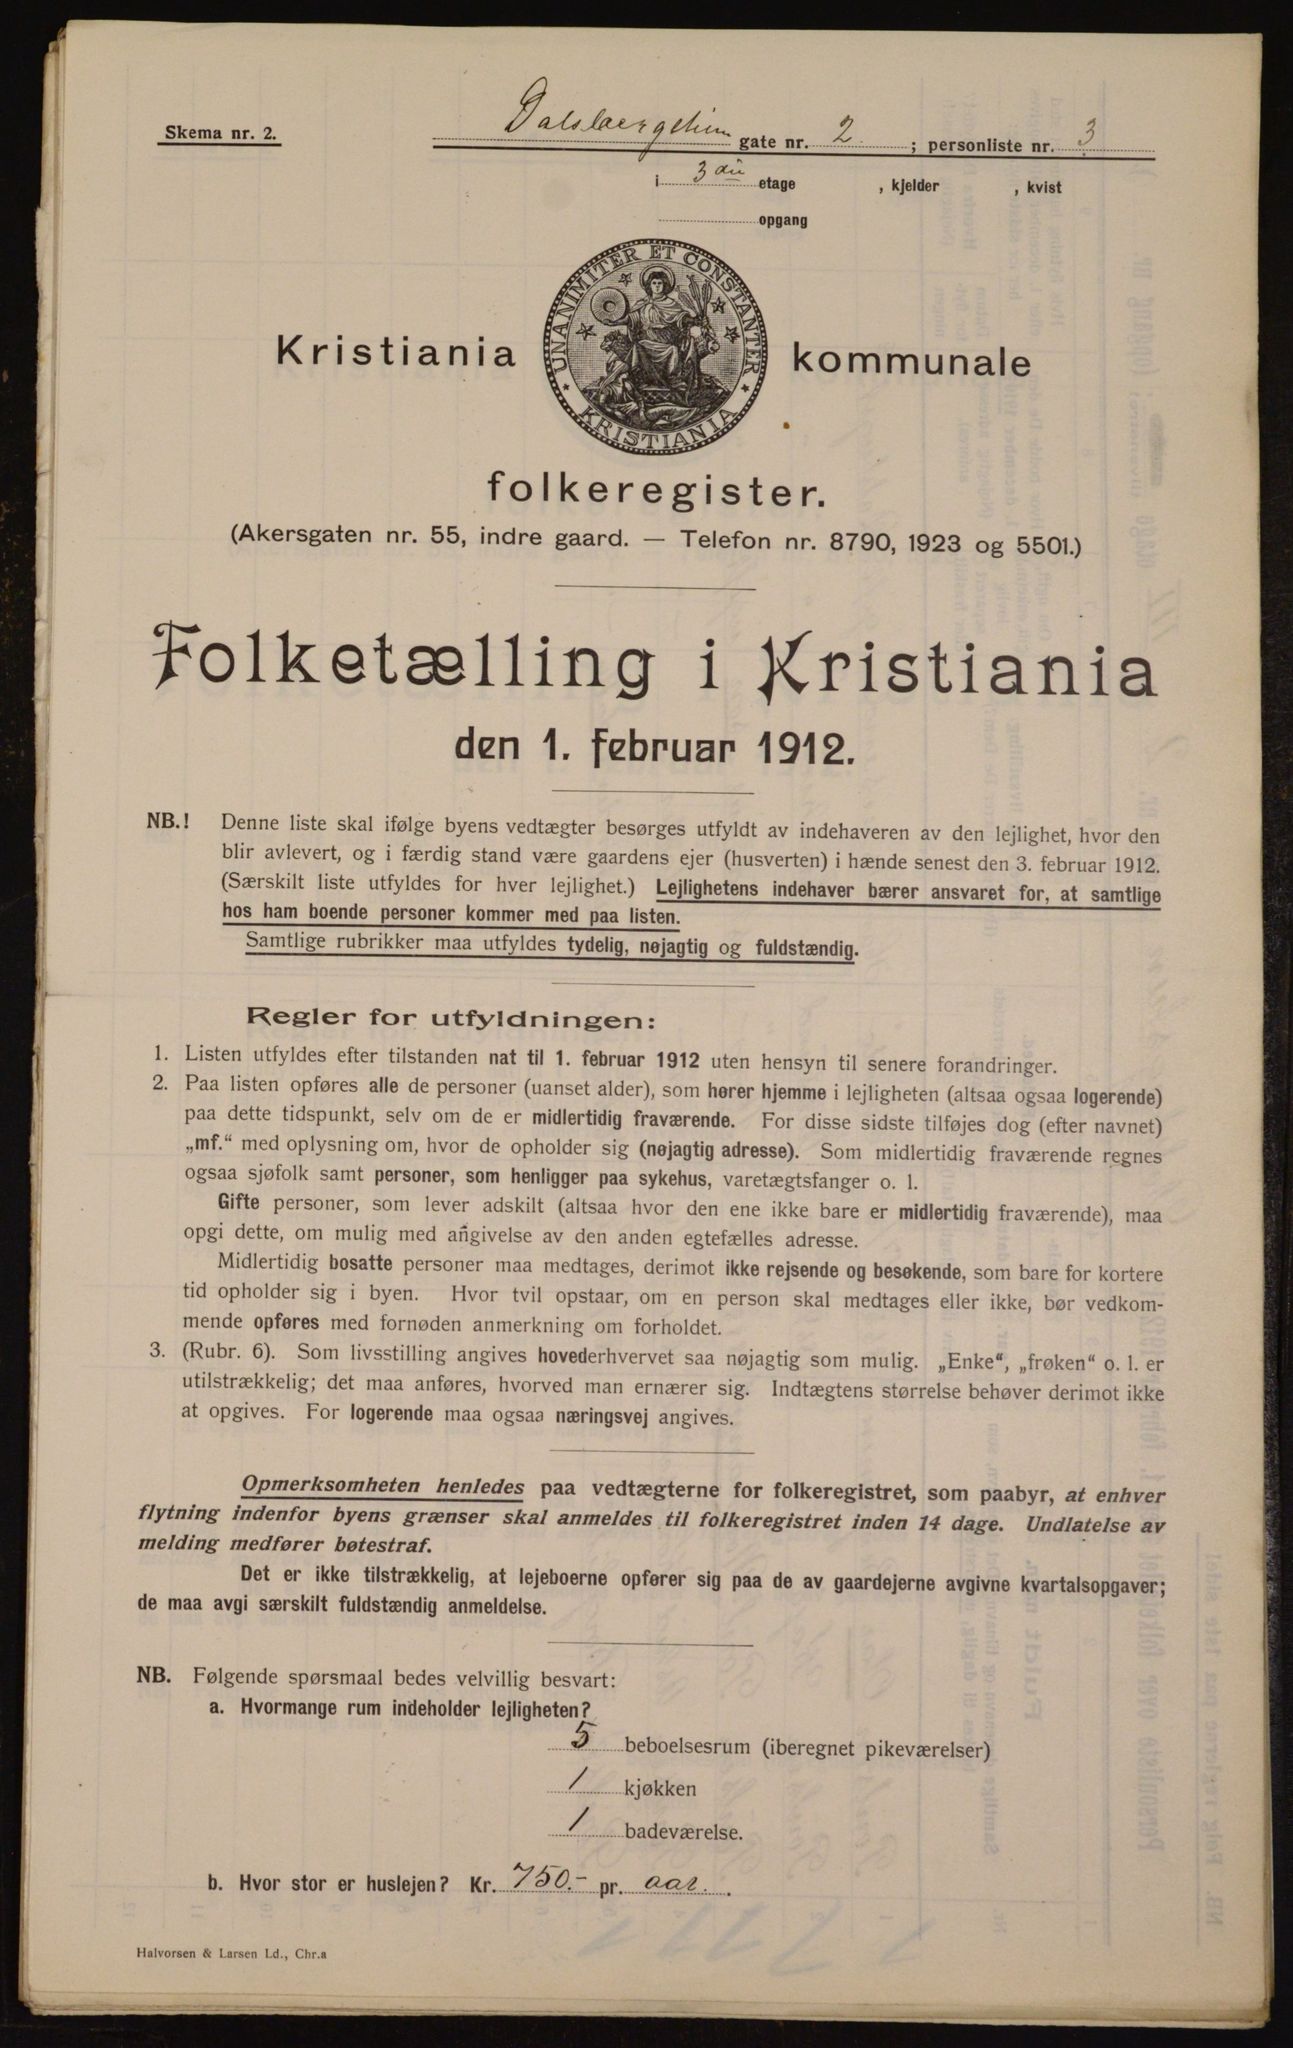 Skema nr. 2.
Dalsbergstien gate nr. 2 ; personliste nr. 3
i 3die etage , kjelder , kvist
opgang
UNANIMITER ET CONSTANTER
KRISTIANIA
Kristiania kommunale
folkeregister.
(Akersgaten nr. 55, indre gaard. — Telefon nr. 8790, 1923 og 5501.)
Folketælling i Kristiania
den 1. februar 1912.
NB.! Denne liste skal ifølge byens vedtægter besørges utfyldt av indehaveren av den lejlighet, hvor den
blir avlevert, og i færdig stand være gaardens ejer (husverten) i hænde senest den 3. februar 1912.
(Særskilt liste utfyldes for hver lejlighet.) Lejlighetens indehaver bærer ansvaret for, at samtlige
hos ham boende personer kommer med paa listen.
Samtlige rubrikker maa utfyldes tydelig, nøjagtig og fuldstændig.
Regler for utfyldningen:
1. Listen utfyldes efter tilstanden nat til 1. februar 1912 uten hensyn til senere forandringer.
2. Paa listen opføres alle de personer (uanset alder), som hører hjemme i lejligheten (altsaa ogsaa logerende)
paa dette tidspunkt, selv om de er midlertidig fraværende. For disse sidste tilføjes dog (efter navnet)
„mf.“ med oplysning om, hvor de opholder sig (nøjagtig adresse). Som midlertidig fraværende regnes
ogsaa sjøfolk samt personer, som henligger paa sykehus, varetægtsfanger o. l.
Gifte personer, som lever adskilt (altsaa hvor den ene ikke bare er midlertidig fraværende), maa
opgi dette, om mulig med angivelse av den anden egtefælles adresse.
Midlertidig bosatte personer maa medtages, derimot ikke rejsende og besøkende, som bare for kortere
tid opholder sig i byen. Hvor tvil opstaar, om en person skal medtages eller ikke, bør vedkom-
mende opføres med fornøden anmerkning om forholdet.
3. (Rubr. 6). Som livsstilling angives hovederhvervet saa nøjagtig som mulig. „Enke“, „frøken“ o. l. er
utilstrækkelig; det maa anføres, hvorved man ernærer sig. Indtægtens størrelse behøver derimot ikke
at opgives. For logerende maa ogsaa næringsvej angives.
Opmerksomheten henledes paa vedtægterne for folkeregistret, som paabyr, at enhver
flytning indenfor byens grænser skal anmeldes til folkeregistret inden 14 dage. Undlatelse av
melding medfører bøtestraf.
Det er ikke tilstrækkelig, at lejeboerne opfører sig paa de av gaardejerne avgivne kvartalsopgaver;
de maa avgi særskilt fuldstændig anmeldelse.
NB. Følgende spørsmaal bedes velvillig besvart:
a. Hvormange rum indeholder lejligheten?
5 beboelsesrum (iberegnet pikeværelser)
1 kjøkken
1 badeværelse.
b. Hvor stor er huslejen? Kr. 750.- pr. aar.
Halvorsen & Larsen Ld., Chr.a